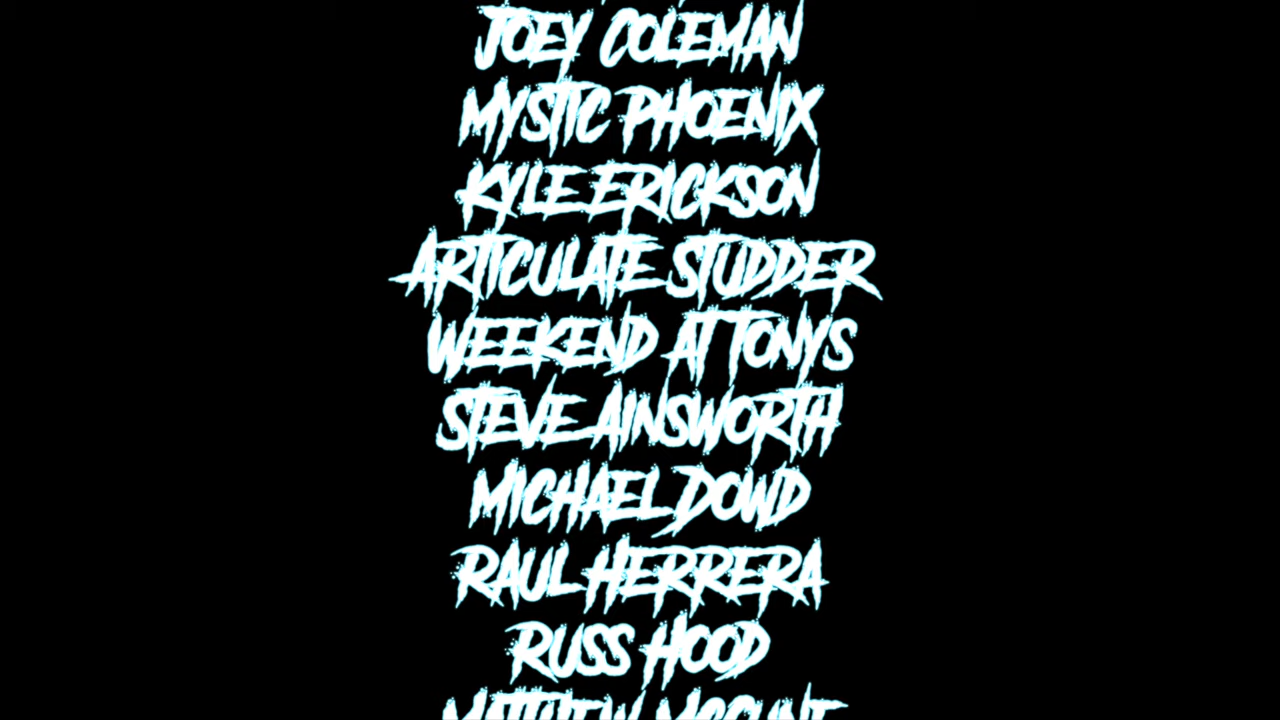 JOEY COLEMAN
MYSTIC PHOENIX
KYLE ERICKSON
ARTICULATE STUDDER
WEEKEND AT TONYS
STEVE AINSWORTH
MICHAEL DOWD
RAUL HERRERA
RUSS HOOD
MATTHEW